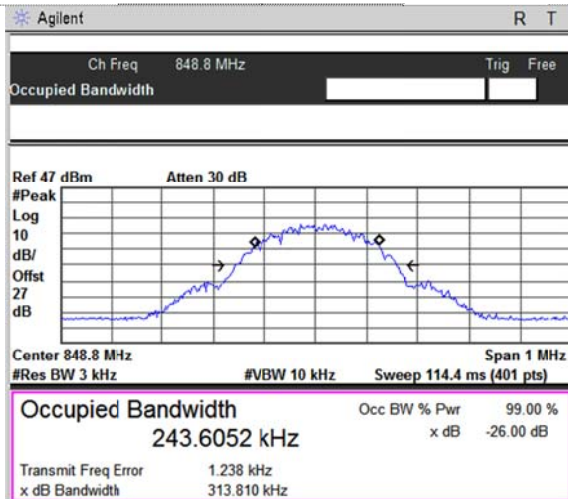 Agilent R T
Ch Freq 848.8 MHz Trig Free
Occupied Bandwidth
Ref 47 dBm Atten 30 dB
#Peak
Log
10
dB/
Offst
27
dB
Center 848.8 MHz Span 1 MHz
#Res BW 3 kHz #VBW 10 kHz Sweep 114.4 ms (401 pts)
Occupied Bandwidth Occ BW % Pwr 99.00 %
243.6052 kHz x dB -26.00 dB
Transmit Freq Error 1.238 kHz
x dB Bandwidth 313.810 kHz